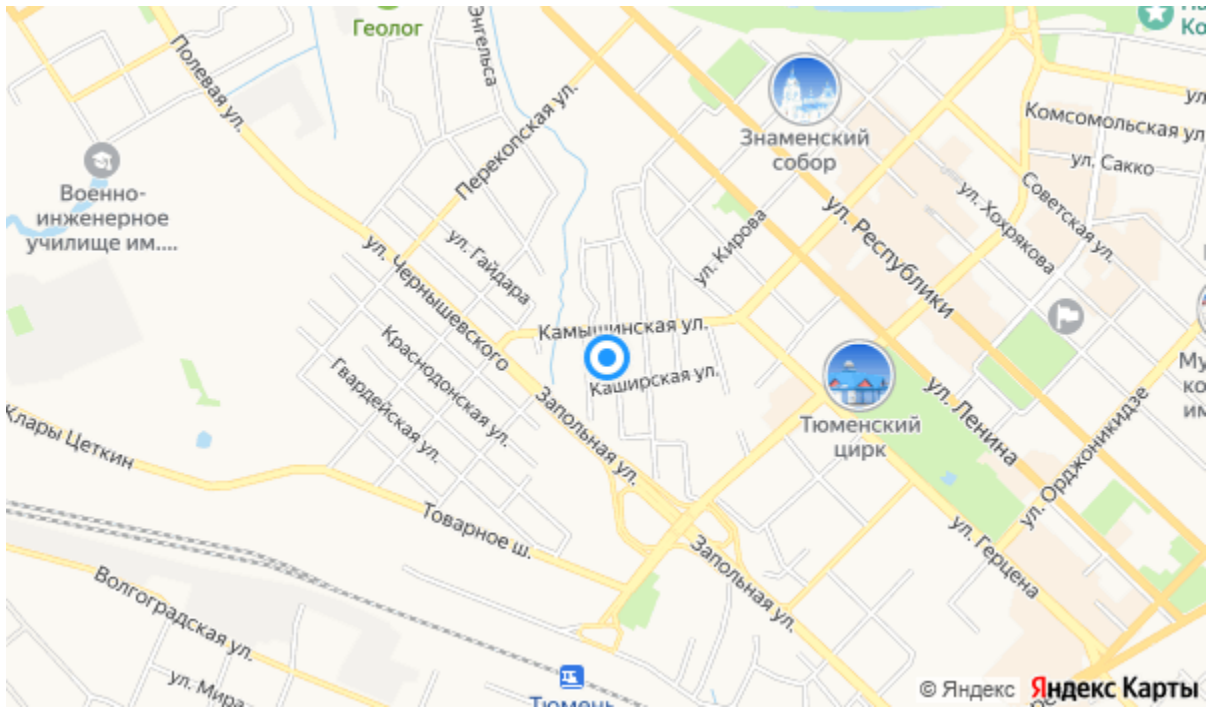 Геолог
Полевая ул.
Энгельса
Перекопская ул.
Знаменский
собор
Комсомольская ул.
ул. Сакко
Советская ул.
ул. Хохрякова
Военно-
инженерное
училище им....
ул. Чернышевского
ул. Гайдара
ул. Кирова
ул. Республики
Камышинская ул.
Каширская ул.
Краснодонская ул.
Гвардейская ул.
Запольная ул.
Тюменский
цирк
ул. Ленина
ул. Орджоникидзе
Клары Цеткин
Товарное ш.
Запольная ул.
ул. Герцена
Волгоградская ул.
ул. Мира
Тюмень
© Яндекс Яндекс Карты